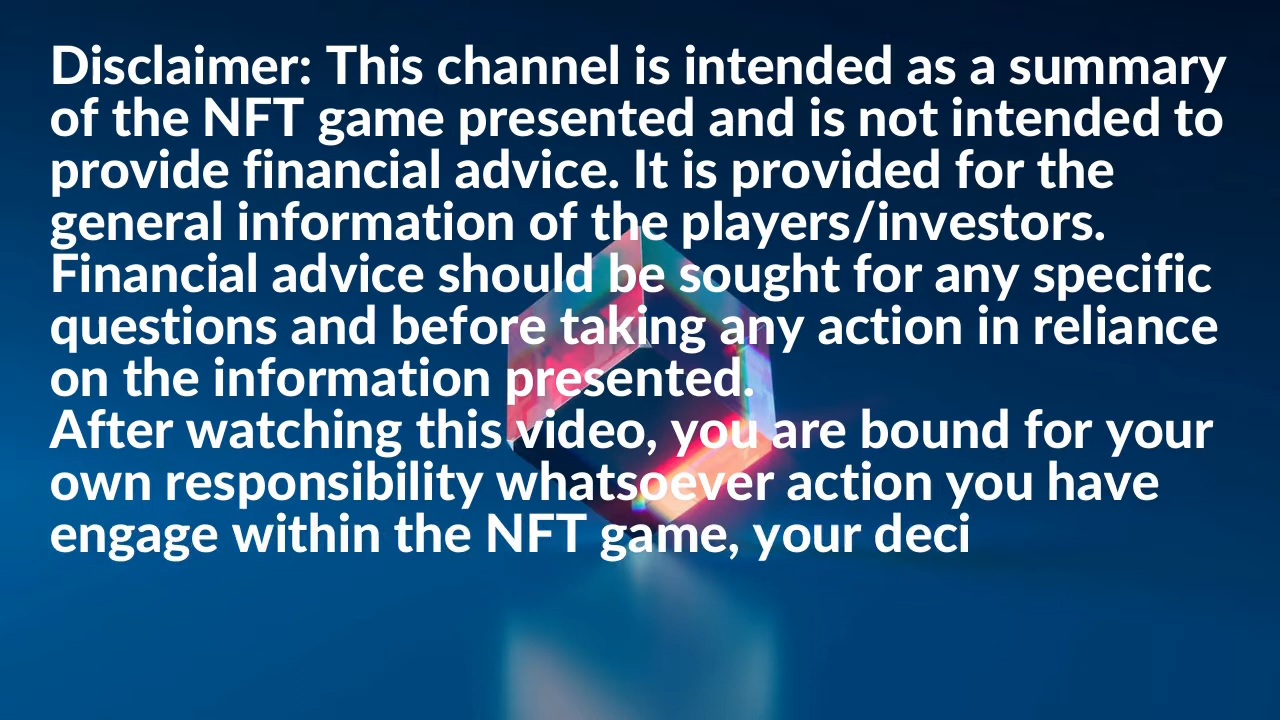 Disclaimer: This channel is intended as a summary
of the NFT game presented and is not intended to
provide financial advice. It is provided for the
general information of the players/investors.
Financial advice should be sought for any specific
questions and before taking any action in reliance
on the information presented.
After watching this video, you are bound for your
own responsibility whatsoever action you have
engage within the NFT game, your deci